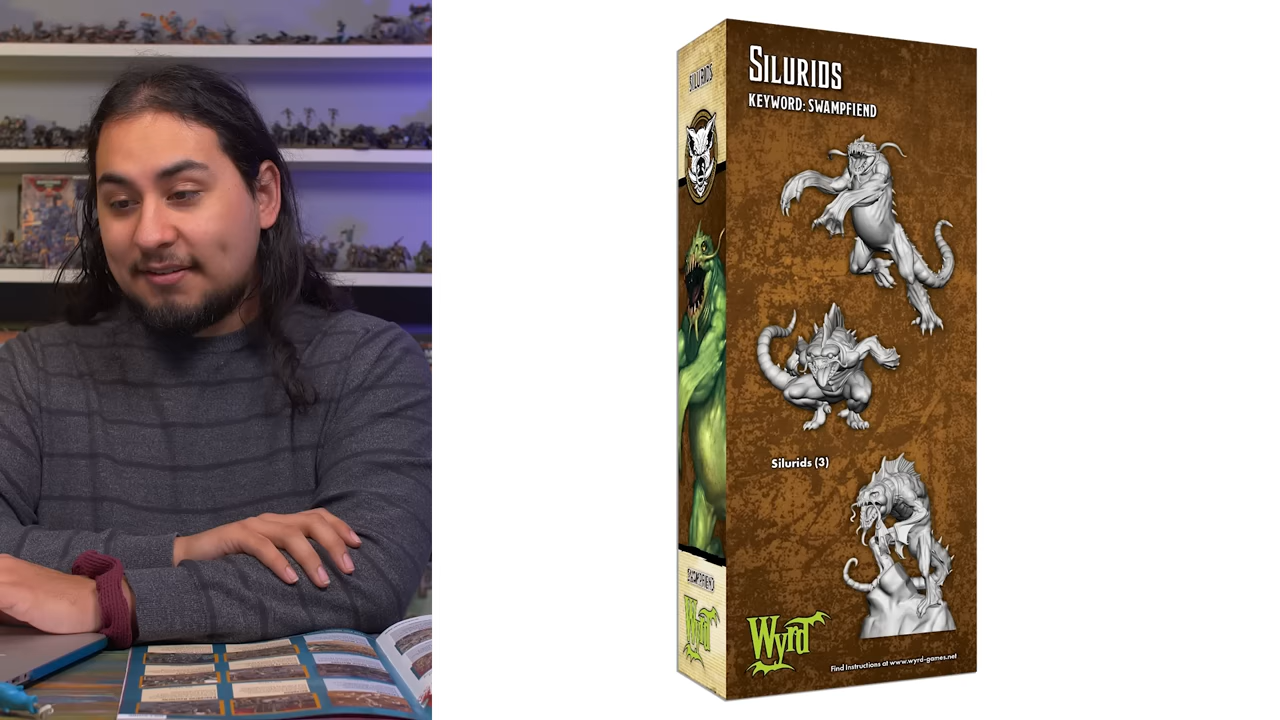 SILURIDS
KEYWORD: SWAMPFIEND
SILURIDS
Silurids (3)
SWAMPFIEND
Wyrd
Wyrd
Find Instructions at www.wyrd-games.net